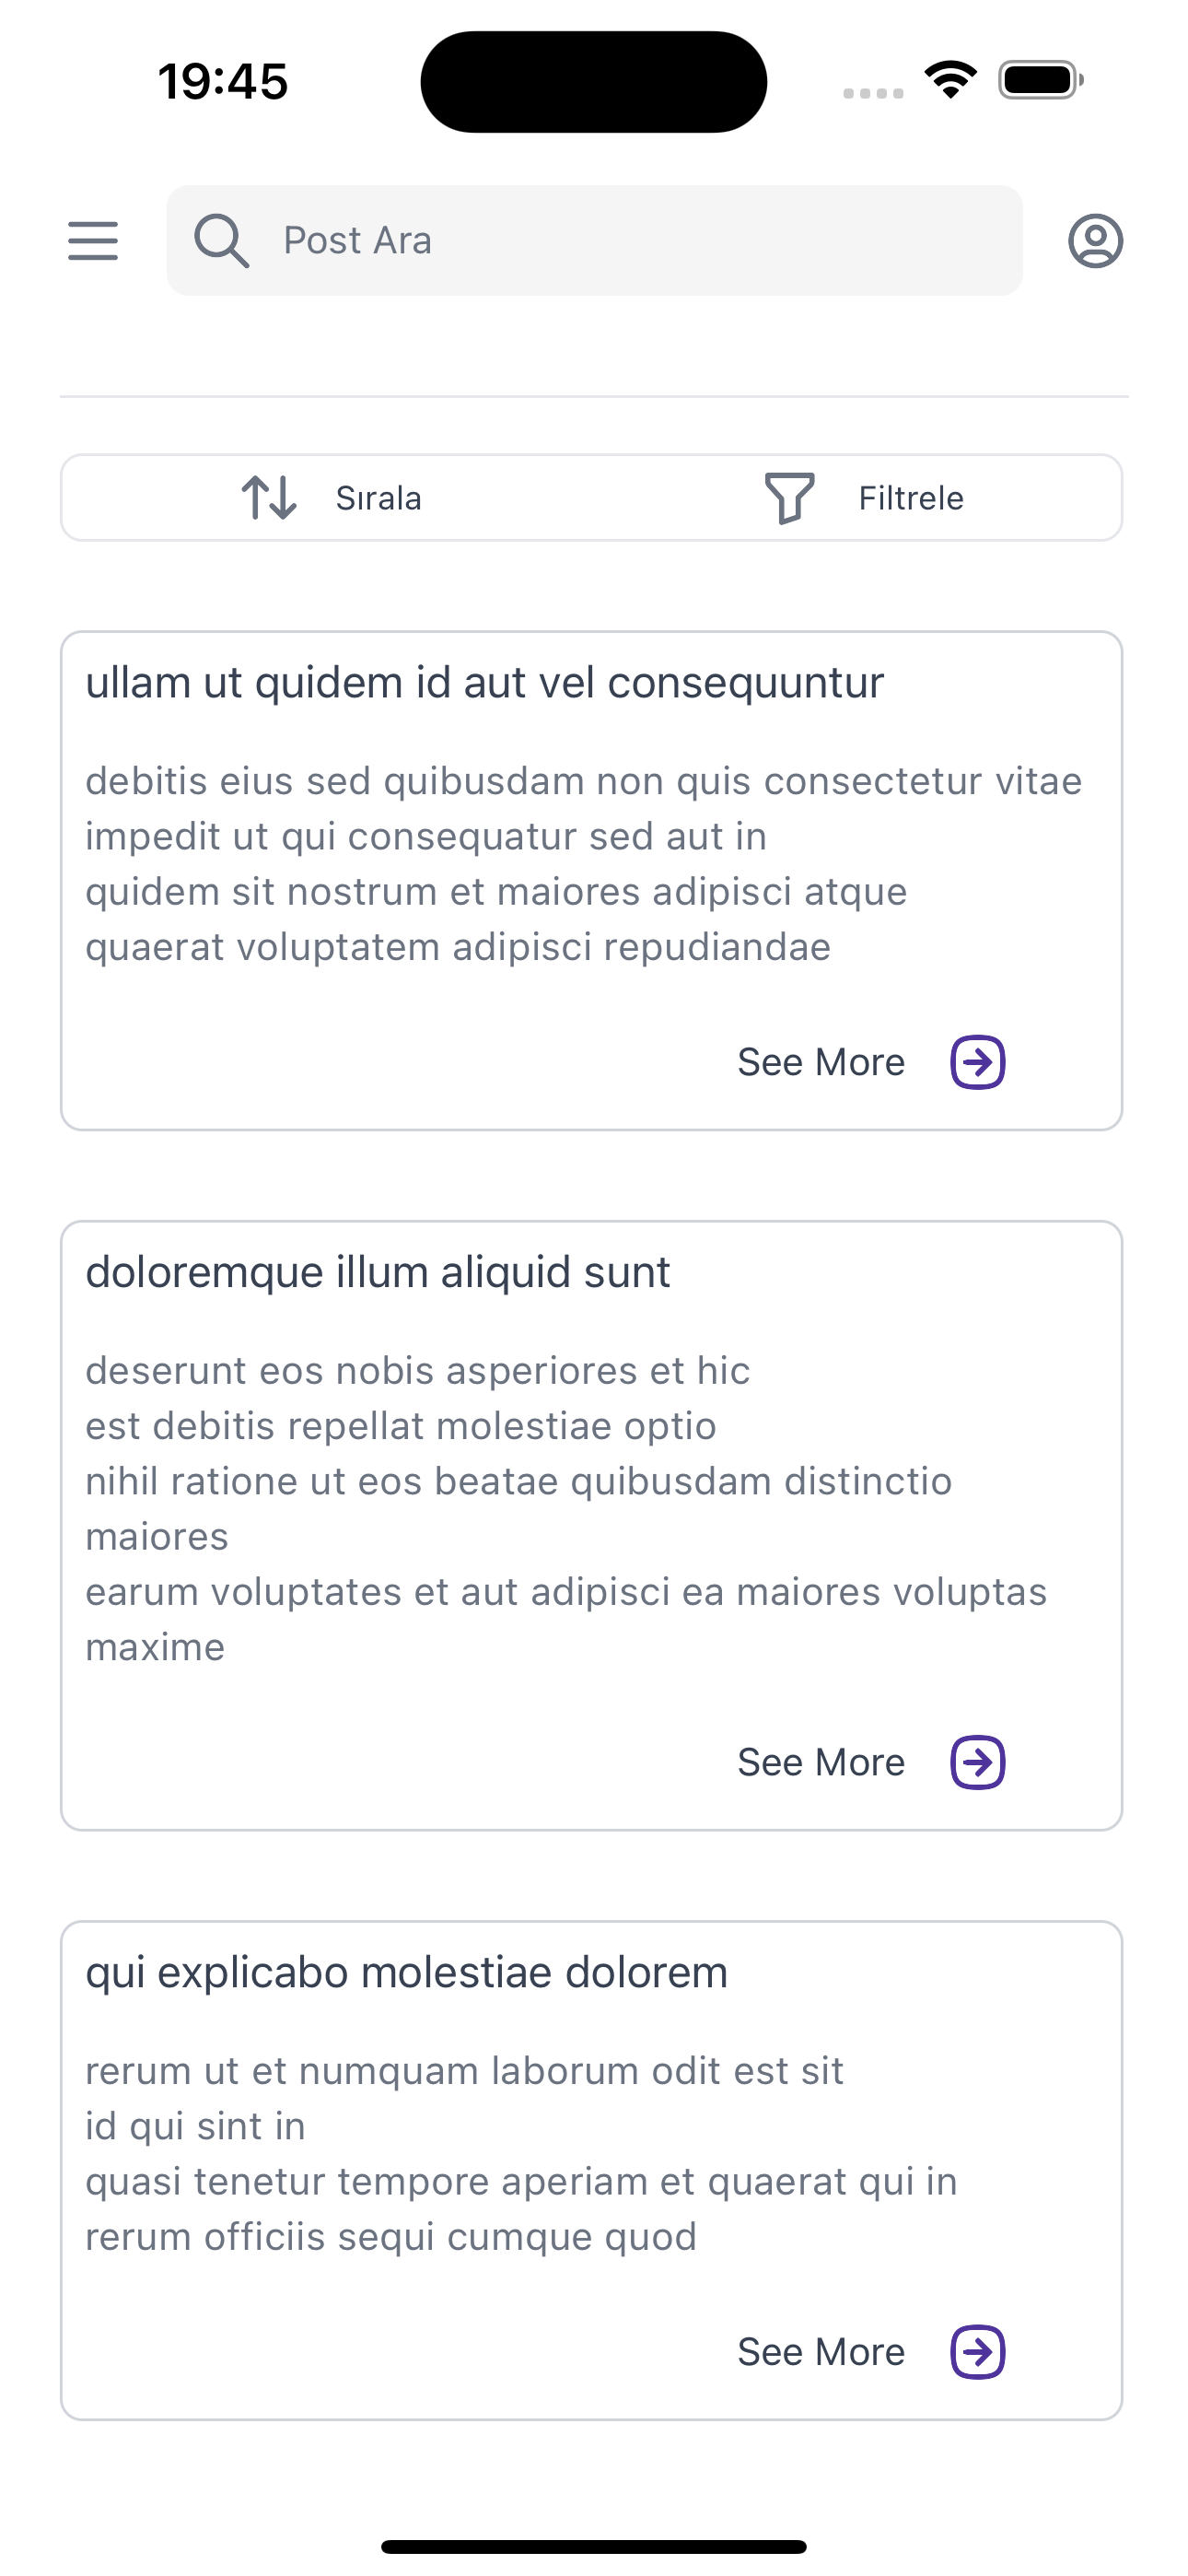 19:45
Post Ara
Sırala
Filtrele
ullam ut quidem id aut vel consequuntur
debitis eius sed quibusdam non quis consectetur vitae
impedit ut qui consequatur sed aut in
quidem sit nostrum et maiores adipisci atque
quaerat voluptatem adipisci repudiandae
See More
doloremque illum aliquid sunt
deserunt eos nobis asperiores et hic
est debitis repellat molestiae optio
nihil ratione ut eos beatae quibusdam distinctio
maiores
earum voluptates et aut adipisci ea maiores voluptas
maxime
See More
qui explicabo molestiae dolorem
rerum ut et numquam laborum odit est sit
id qui sint in
quasi tenetur tempore aperiam et quaerat qui in
rerum officiis sequi cumque quod
See More